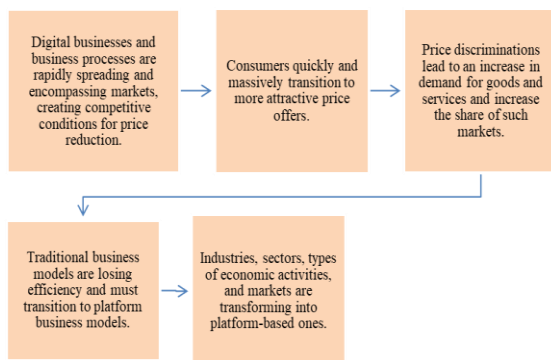 Digital businesses and
business processes are
rapidly spreading and
encompassing markets,
creating competitive
conditions for price
reduction.
Consumers quickly and
massively transition to
more attractive price
offers.
Price discriminations
lead to an increase in
demand for goods and
services and increase
the share of such
markets.
Traditional business
models are losing
efficiency and must
transition to platform
business models.
Industries, sectors, types
of economic activities,
and markets are
transforming into
platform-based ones.